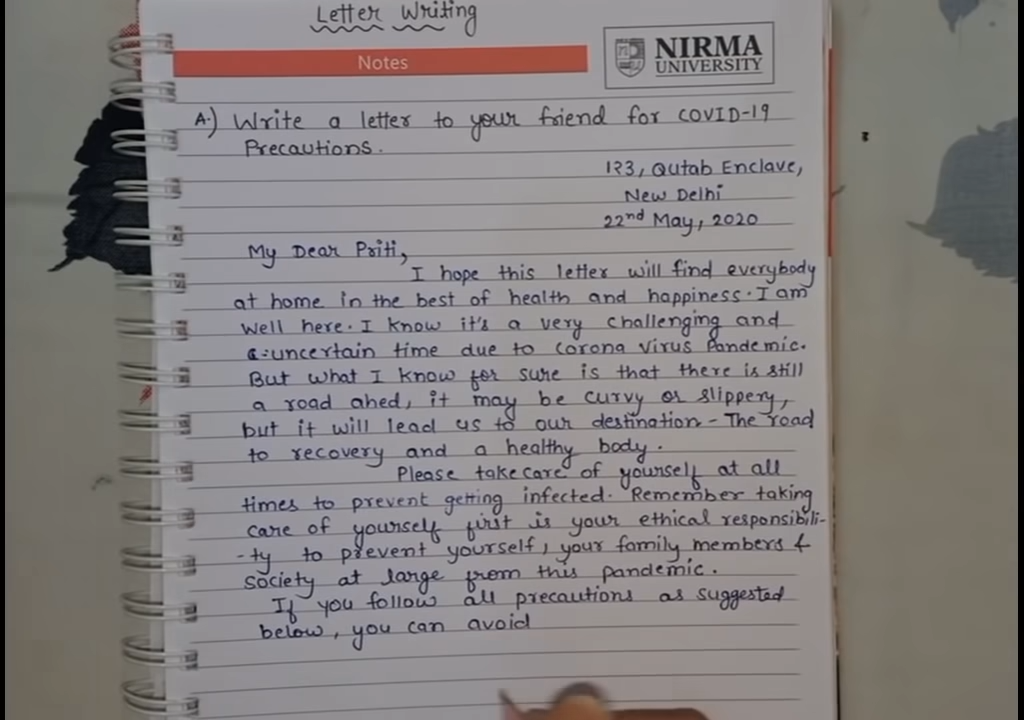 Letter Writing
Notes
NIRMA
UNIVERSITY
A.) Write a letter to your friend for COVID-19
Precautions.
123, Qutab Enclave,
New Delhi
22nd May, 2020
My Dear Priti,
I hope this letter will find everybody
at home in the best of health and happiness. I am
well here. I know it's a very challenging and
uncertain time due to Corona Virus Pandemic.
But what I know for sure is that there is still
a road ahed, it may be curvy or slippery,
but it will lead us to our destination - The road
to recovery and a healthy body.
Please take care of yourself at all
times to prevent getting infected. Remember taking
care of yourself first is your ethical responsibili-
-ty to prevent yourself, your family members &
society at large from this pandemic.
If you follow all precautions as suggested
below, you can avoid